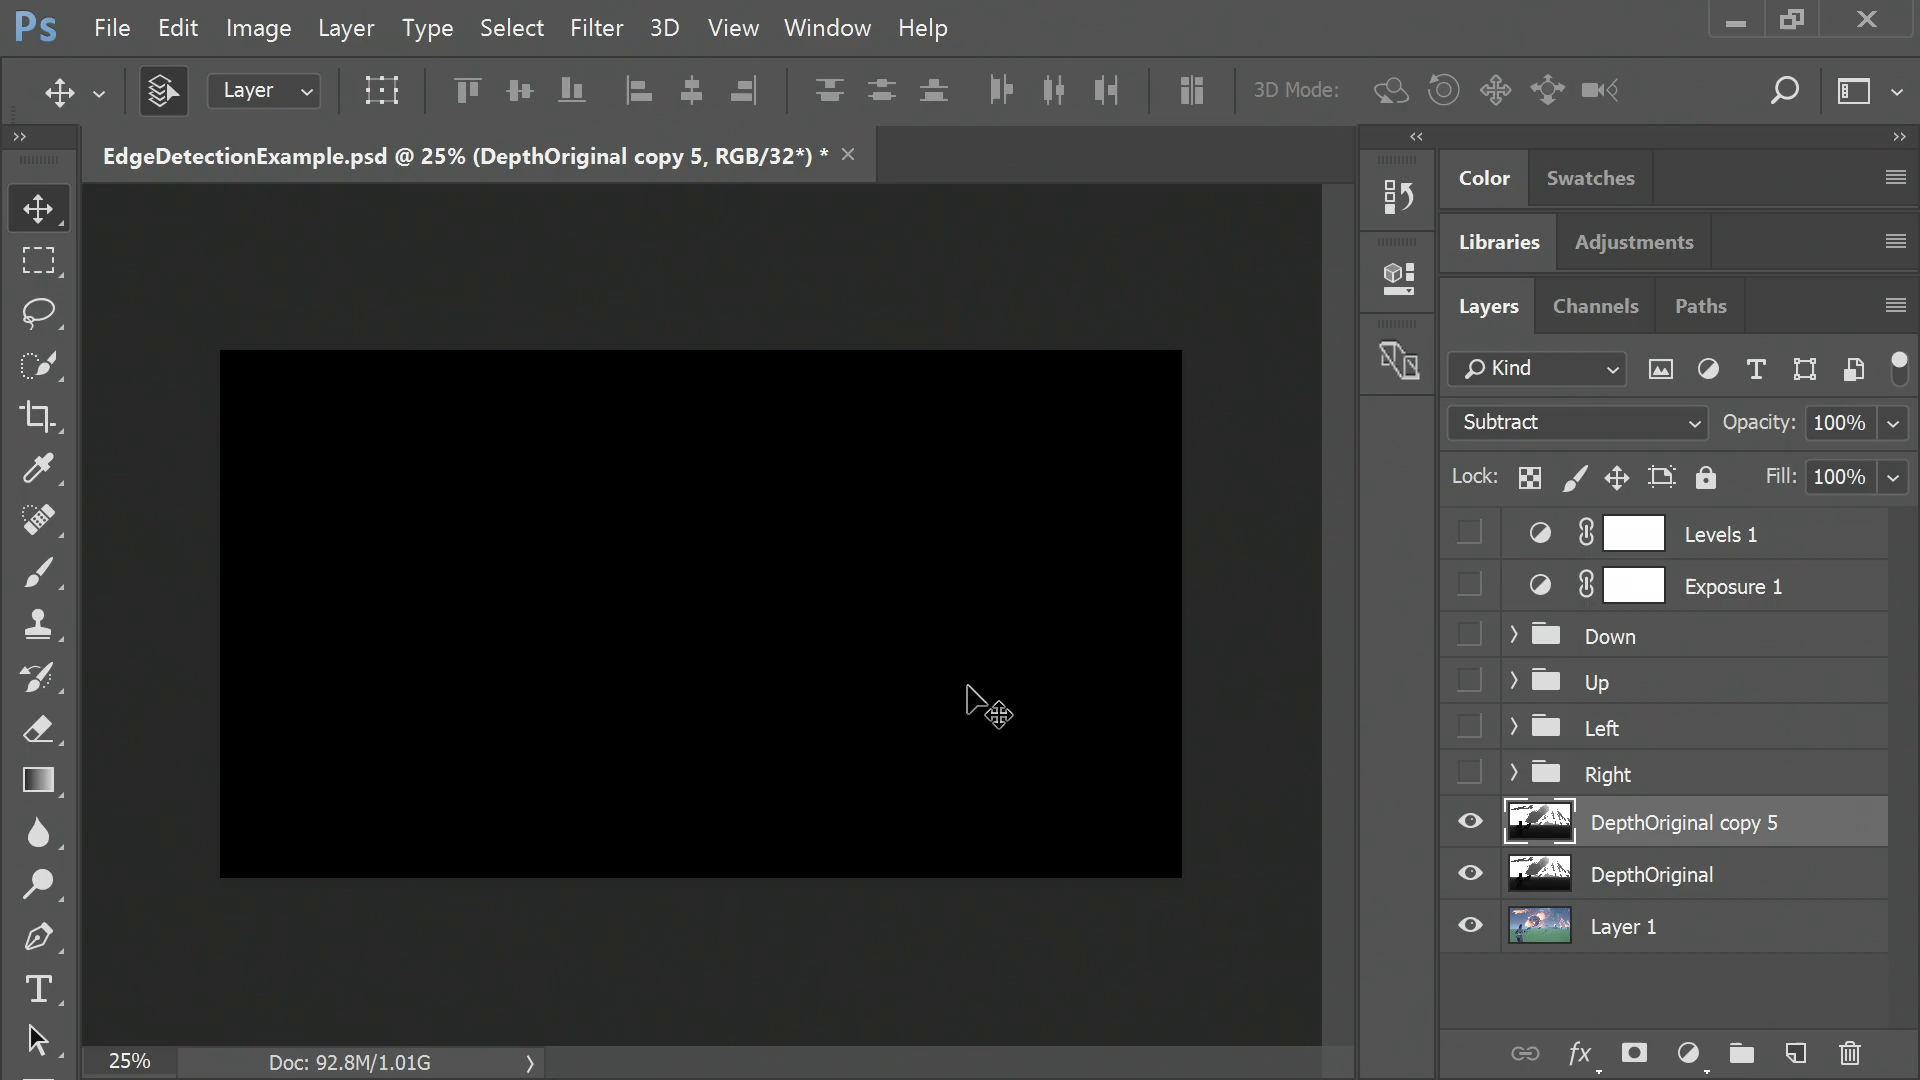 Ps File Edit Image Layer Type Select Filter 3D View Window Help
Layer 3D Mode:
EdgeDetectionExample.psd @ 25% (DepthOriginal copy 5, RGB/32*) *
Color Swatches
Libraries Adjustments
Layers Channels Paths
Kind
Subtract Opacity: 100%
Lock: Fill: 100%
Levels 1
Exposure 1
Down
Up
Left
Right
DepthOriginal copy 5
DepthOriginal
Layer 1
25% Doc: 92.8M/1.01G
fx